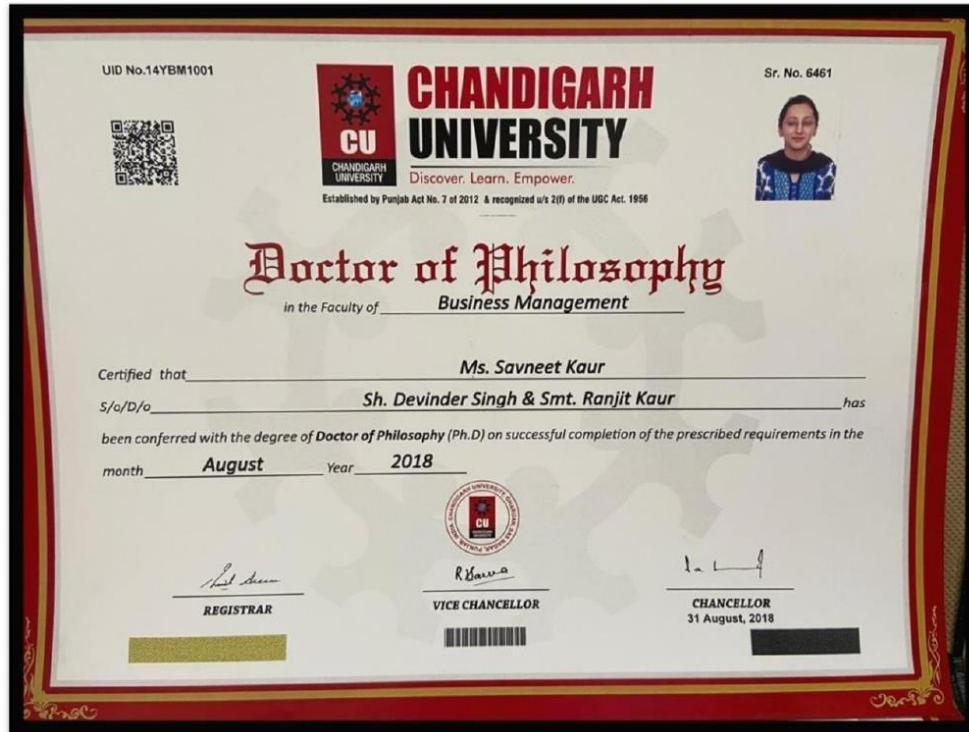 UID No.14YBM1001
Sr. No. 6461
CU
CHANDIGARH
UNIVERSITY
CHANDIGARH
UNIVERSITY
Discover. Learn. Empower.
Established by Punjab Act No. 7 of 2012 & recognized u/s 2(f) of the UGC Act. 1956
Doctor of Philosophy
in the Faculty of Business Management
Certified that Ms. Savneet Kaur
S/o/D/o Sh. Devinder Singh & Smt. Ranjit Kaur has
been conferred with the degree of Doctor of Philosophy (Ph.D) on successful completion of the prescribed requirements in the
month August Year 2018
CU
REGISTRAR
VICE CHANCELLOR
CHANCELLOR
31 August, 2018